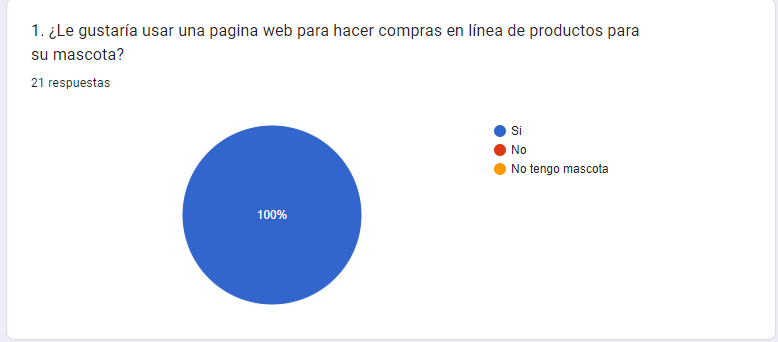 1. ¿Le gustaría usar una pagina web para hacer compras en línea de productos para
su mascota?
21 respuestas
100%
Si
No
No tengo mascota